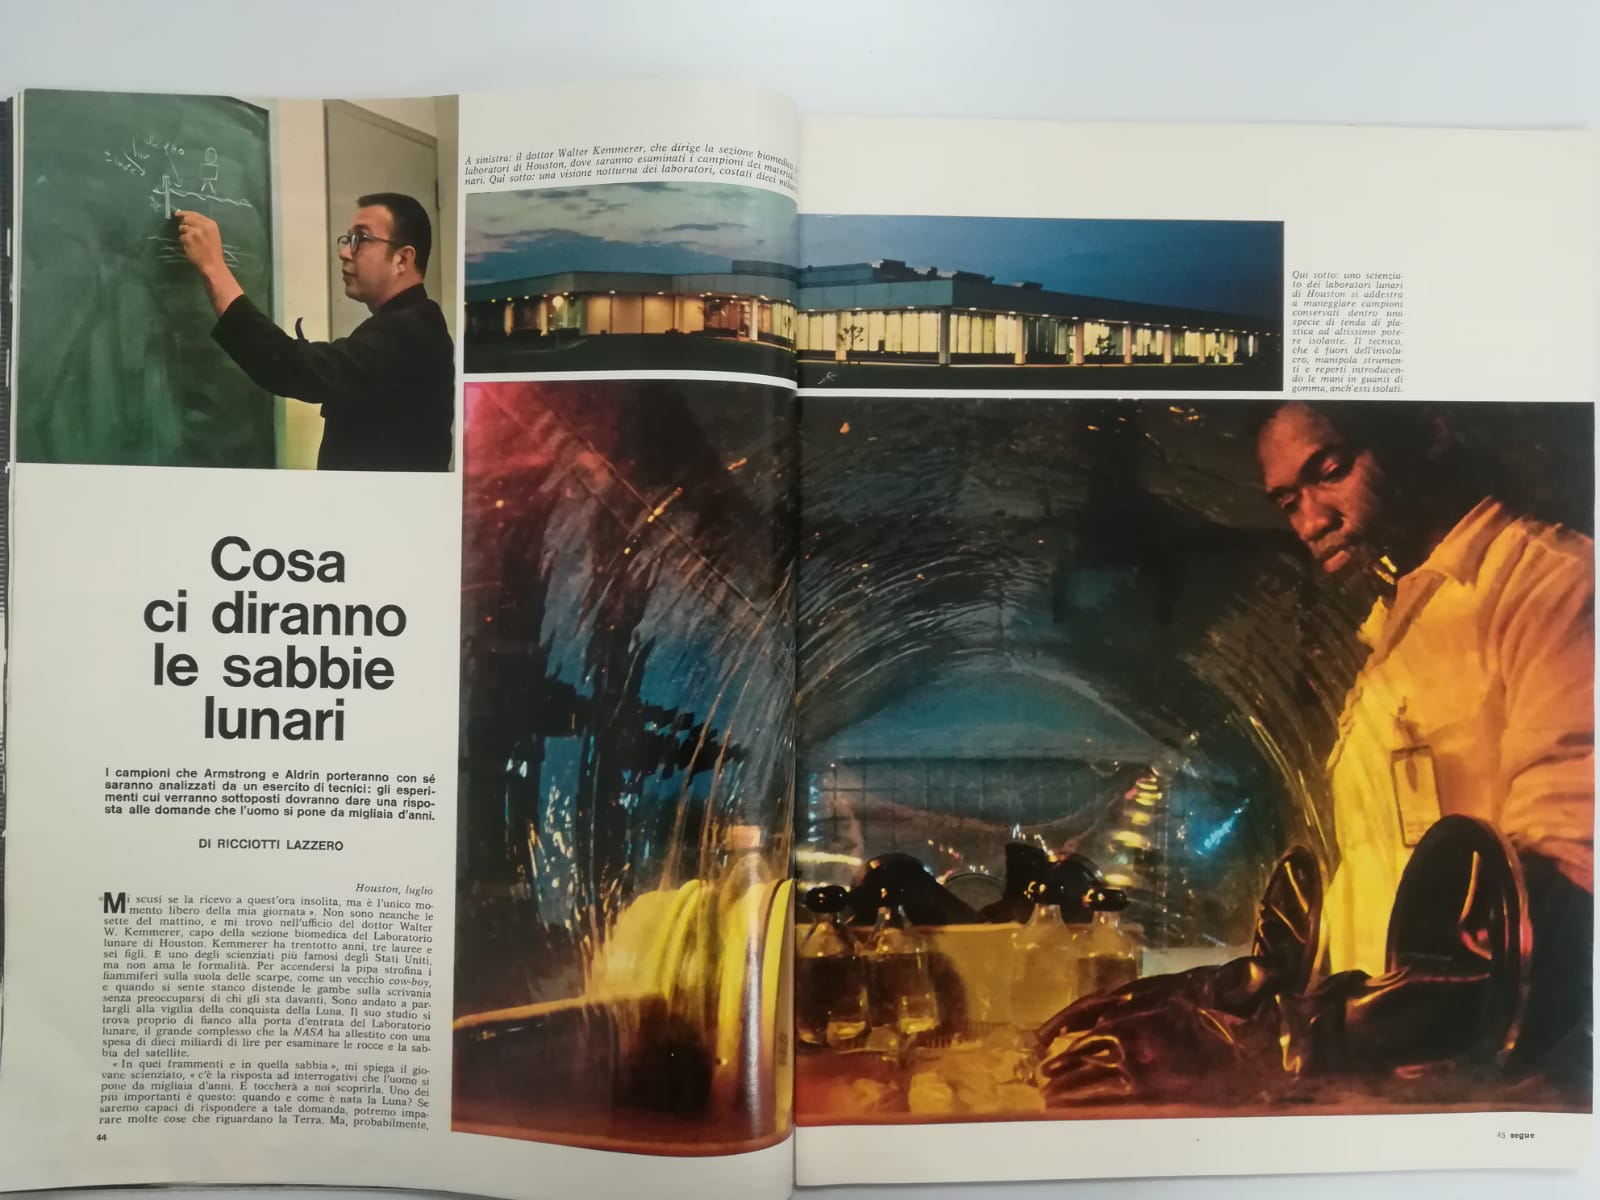 A sinistra: il dottor Walter Kemmerer, che dirige la sezione biomedica
laboratori di Houston, dove saranno esaminati i campioni dei materiali
nari. Qui sotto: una visione notturna dei laboratori, costati dieci
Qui sotto: uno scienzia-
to dei laboratori lunari
di Houston si addestra
a maneggiare campioni
conservati dentro una
specie di tenda di pla-
stica ad altissimo pote-
re isolante. Il tecnico,
che è fuori dell'involu-
cro, manipola strumen-
ti e reperti introducen-
do le mani in guanti di
gomma, anch'essi isolati.
Cosa
ci diranno
le sabbie
lunari
I campioni che Armstrong e Aldrin porteranno con sé
saranno analizzati da un esercito di tecnici: gli esperi-
menti cui verranno sottoposti dovranno dare una rispo-
sta alle domande che l'uomo si pone da migliaia d'anni.
DI RICCIOTTI LAZZERO
Houston, luglio
«Mi scusi se la ricevo a quest'ora insolita, ma è l'unico mo-
mento libero della mia giornata». Non sono neanche le
sette del mattino, e mi trovo nell'ufficio del dottor Walter
W. Kemmerer, capo della sezione biomedica del Laboratorio
lunare di Houston. Kemmerer ha trentotto anni, tre lauree e
sei figli. È uno degli scienziati più famosi degli Stati Uniti,
ma non ama le formalità. Per accendersi la pipa strofina i
fiammiferi sulla suola delle scarpe, come un vecchio cow-boy,
e quando si sente stanco distende le gambe sulla scrivania
senza preoccuparsi di chi gli sta davanti. Sono andato a par-
largli alla vigilia della conquista della Luna. Il suo studio si
trova proprio di fianco alla porta d'entrata del Laboratorio
lunare, il grande complesso che la NASA ha allestito con una
spesa di dieci miliardi di lire per esaminare le rocce e la sab-
bia del satellite.
« In quei frammenti e in quella sabbia », mi spiega il gio-
vane scienziato, « c'è la risposta ad interrogativi che l'uomo si
pone da migliaia d'anni. E toccherà a noi scoprirla. Uno dei
più importanti è questo: quando e come è nata la Luna? Se
saremo capaci di rispondere a tale domanda, potremo impa-
rare molte cose che riguardano la Terra. Ma, probabilmente,
44
45 segue